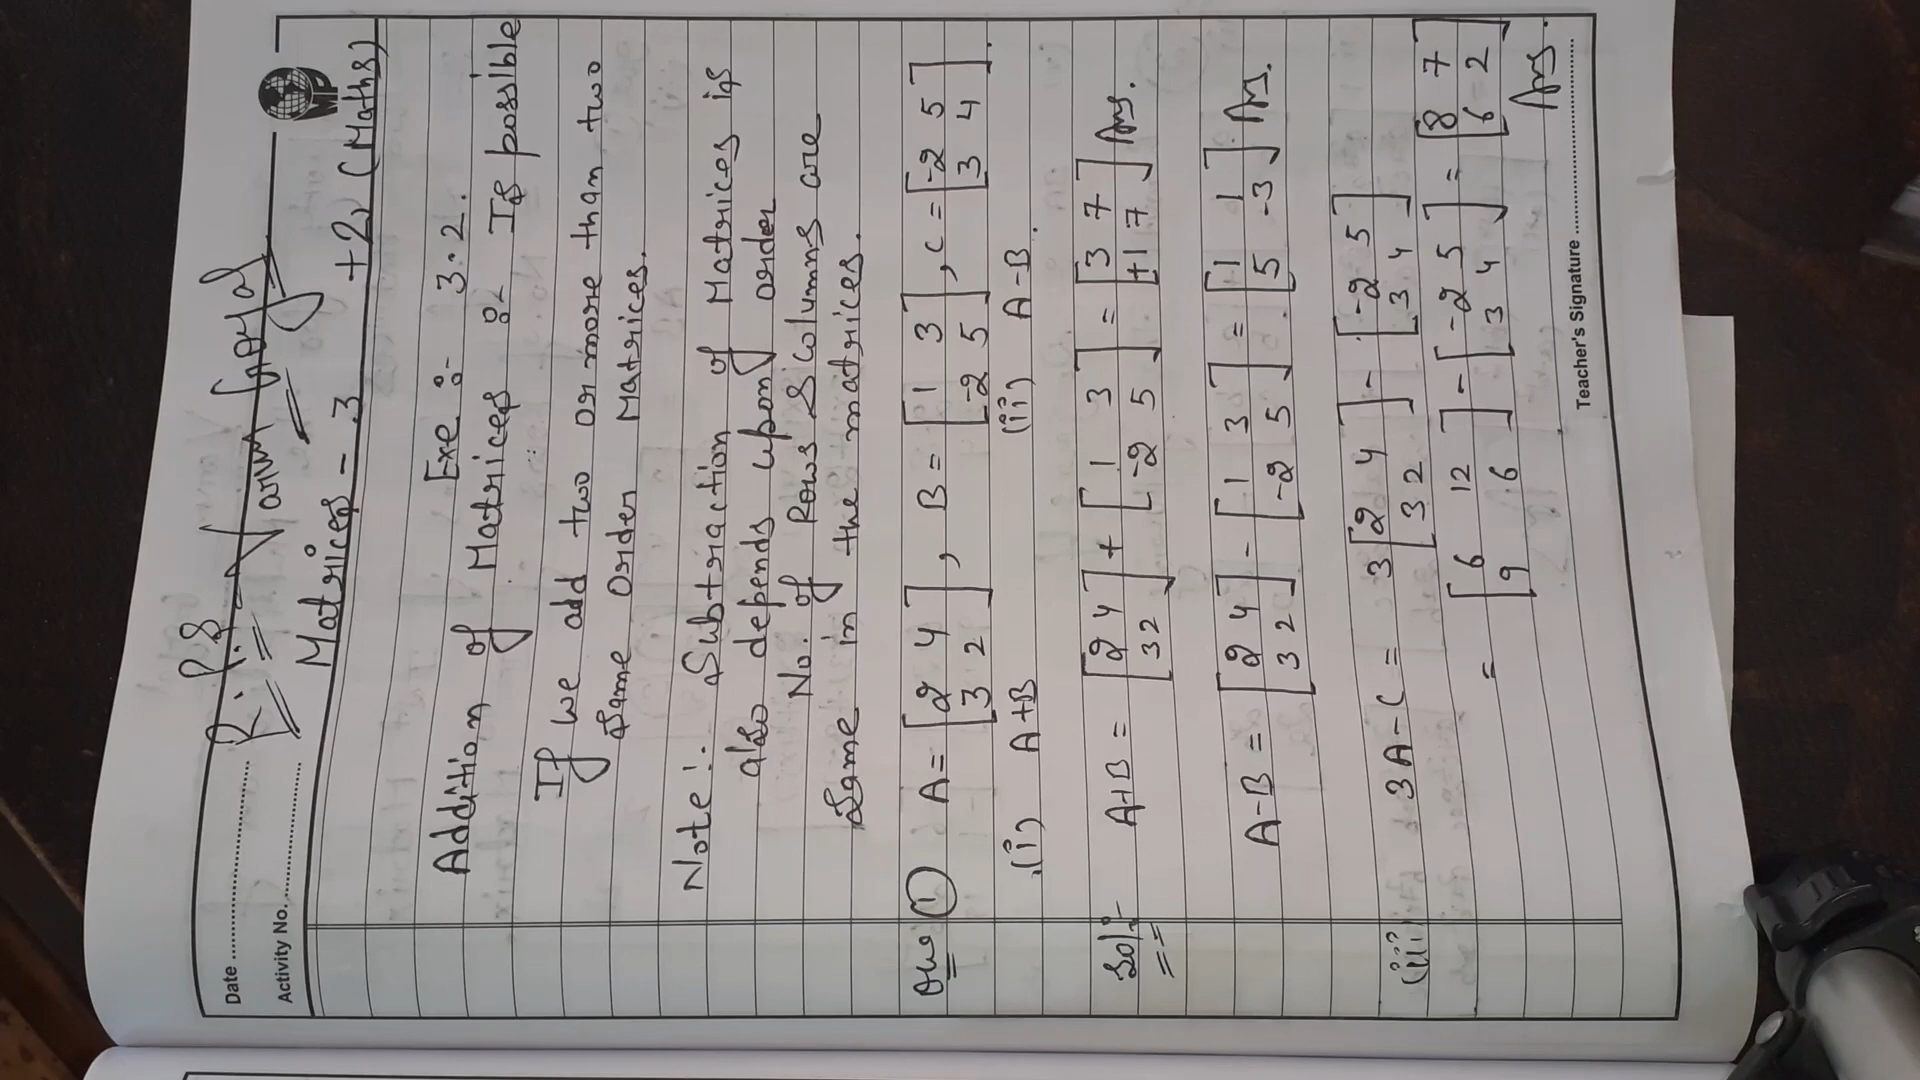 Date
P.S
R.K. Varun Goyal
Activity No.
MP
Matrices - 3 +2 (Maths)
Exe :- 3.2.
Addition of Matrices :- It is possible
If we add two or more than two
same order Matrices.
Note :- Subtraction of Matrices is
also depends upon order
No. of Rows & Columns are
same in the matrices.
Que 1 A = [2 4], B = [1 3], C = [-2 5].
[3 2] [-2 5] [3 4]
(i) A+B (ii) A-B.
Sol:- A+B = [2 4] + [1 3] = [3 7] Ans.
[3 2] [-2 5] [+1 7]
A-B = [2 4] - [1 3] = [1 1] Ans.
[3 2] [-2 5] [5 -3]
(iii 3A-C = 3[2 4] - [-2 5]
[3 2] [3 4]
= [6 12] - [-2 5] = [8 7]
[9 6] [3 4] [6 2]
Ans.
Teacher's Signature